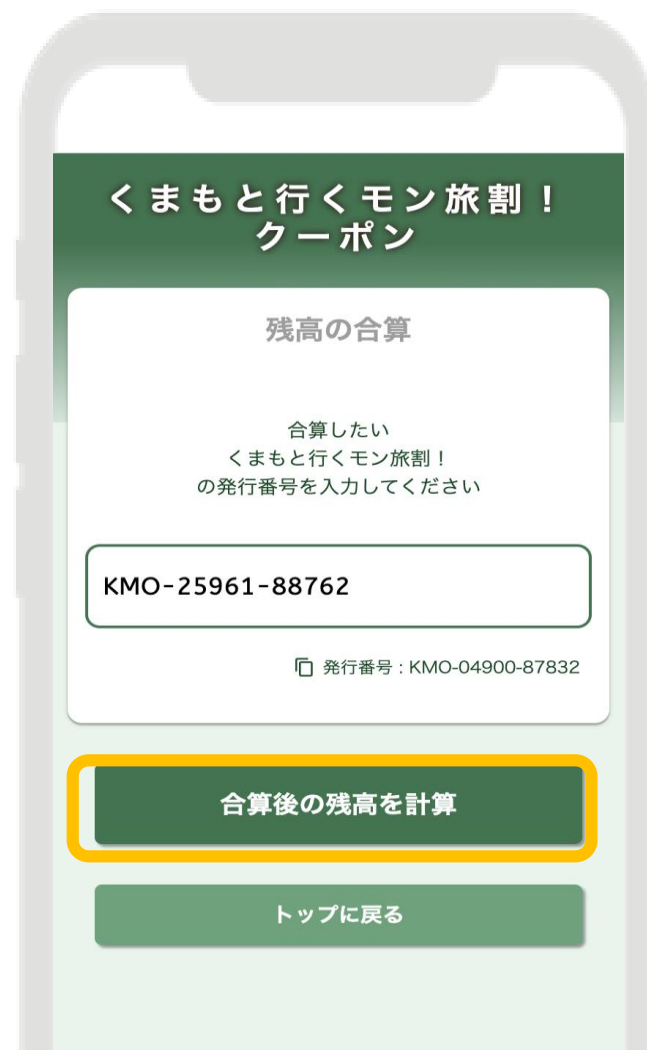 くまもと行くモン旅割！
クーポン
残高の合算
合算したい
くまもと行くモン旅割！
の発行番号を入力してください
KMO-25961-88762
発行番号 : KMO-04900-87832
合算後の残高を計算
トップに戻る